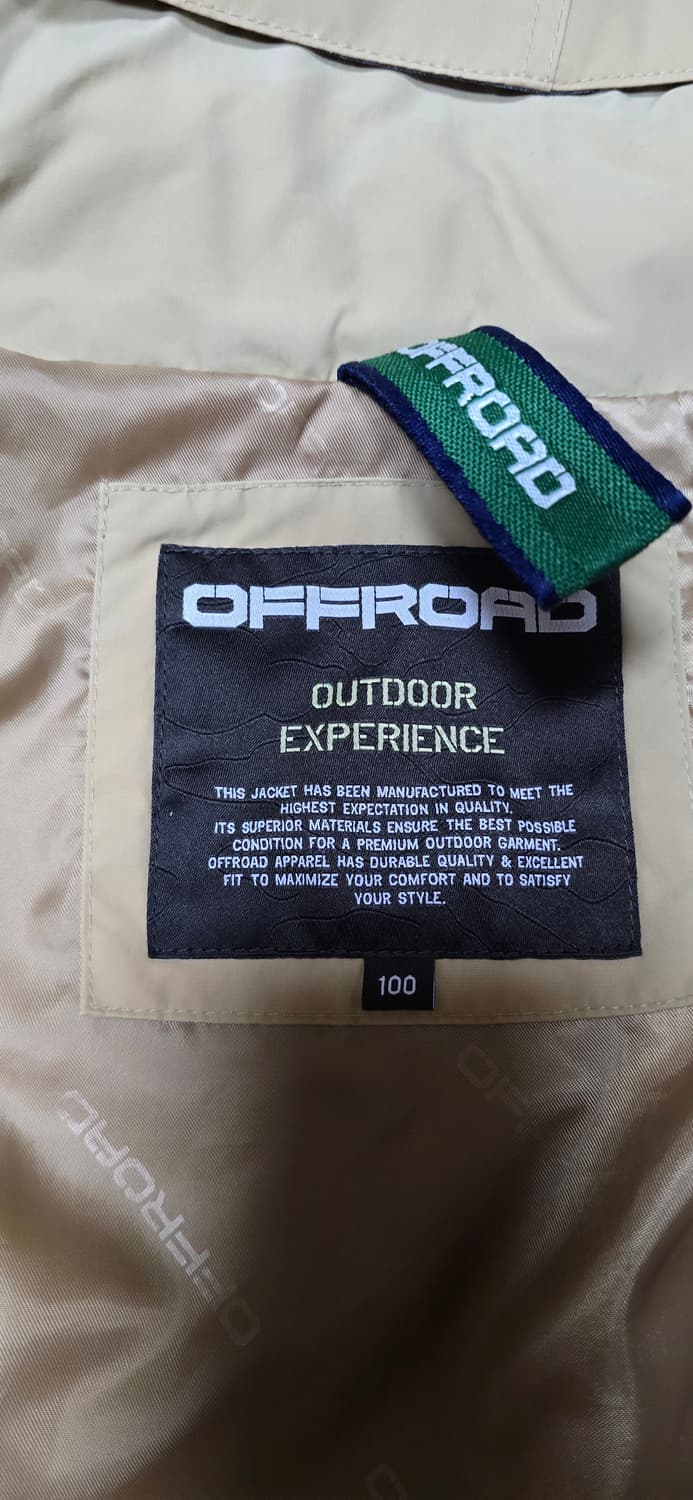 OFFROAD
OFFROAD
OUTDOOR
EXPERIENCE
THIS JACKET HAS BEEN MANUFACTURED TO MEET THE
HIGHEST EXPECTATION IN QUALITY.
ITS SUPERIOR MATERIALS ENSURE THE BEST POSSIBLE
CONDITION FOR A PREMIUM OUTDOOR GARMENT.
OFFROAD APPAREL HAS DURABLE QUALITY & EXCELLENT
FIT TO MAXIMIZE YOUR COMFORT AND TO SATISFY
YOUR STYLE.
100
OFFROAD